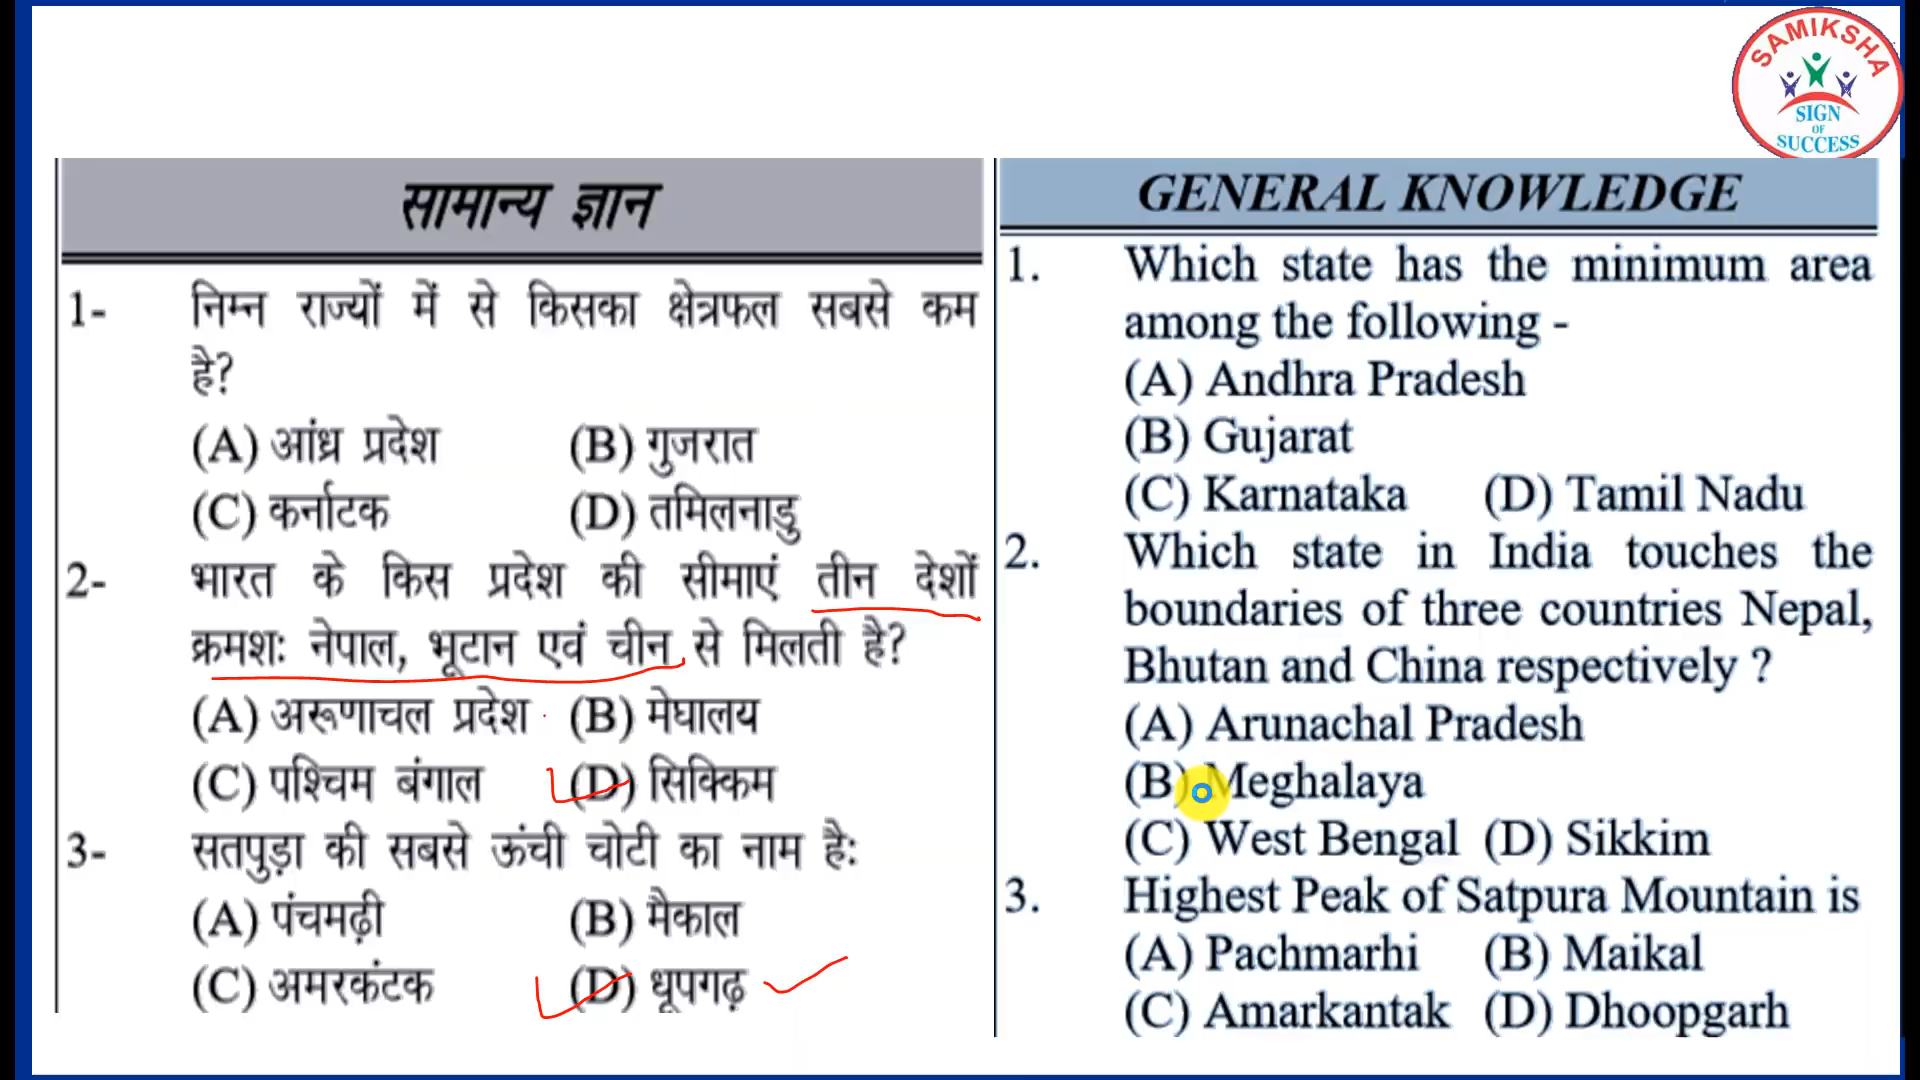 SAMIKSHA
SIGN
OF
SUCCESS
सामान्य ज्ञान
1- निम्न राज्यों में से किसका क्षेत्रफल सबसे कम
है?
(A) आंध्र प्रदेश (B) गुजरात
(C) कर्नाटक (D) तमिलनाडु
2- भारत के किस प्रदेश की सीमाएं तीन देशों
क्रमशः नेपाल, भूटान एवं चीन से मिलती है?
(A) अरूणाचल प्रदेश (B) मेघालय
(C) पश्चिम बंगाल (D) सिक्किम
3- सतपुड़ा की सबसे ऊंची चोटी का नाम है:
(A) पंचमढ़ी (B) मैकाल
(C) अमरकंटक (D) धूपगढ़
GENERAL KNOWLEDGE
1. Which state has the minimum area
among the following -
(A) Andhra Pradesh
(B) Gujarat
(C) Karnataka (D) Tamil Nadu
2. Which state in India touches the
boundaries of three countries Nepal,
Bhutan and China respectively ?
(A) Arunachal Pradesh
(B) Meghalaya
(C) West Bengal (D) Sikkim
3. Highest Peak of Satpura Mountain is
(A) Pachmarhi (B) Maikal
(C) Amarkantak (D) Dhoopgarh